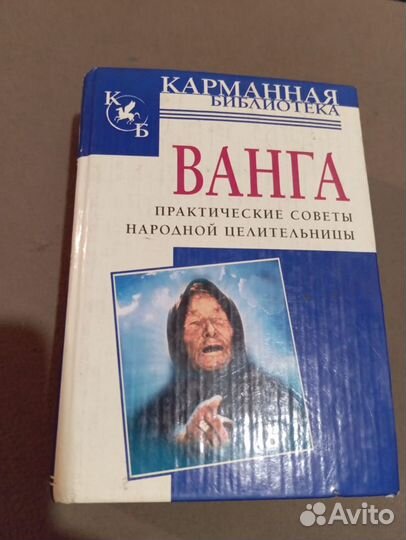 КАРМАННАЯ
БИБЛИОТЕКА
К
Б
ВАНГА
ПРАКТИЧЕСКИЕ СОВЕТЫ
НАРОДНОЙ ЦЕЛИТЕЛЬНИЦЫ
Avito